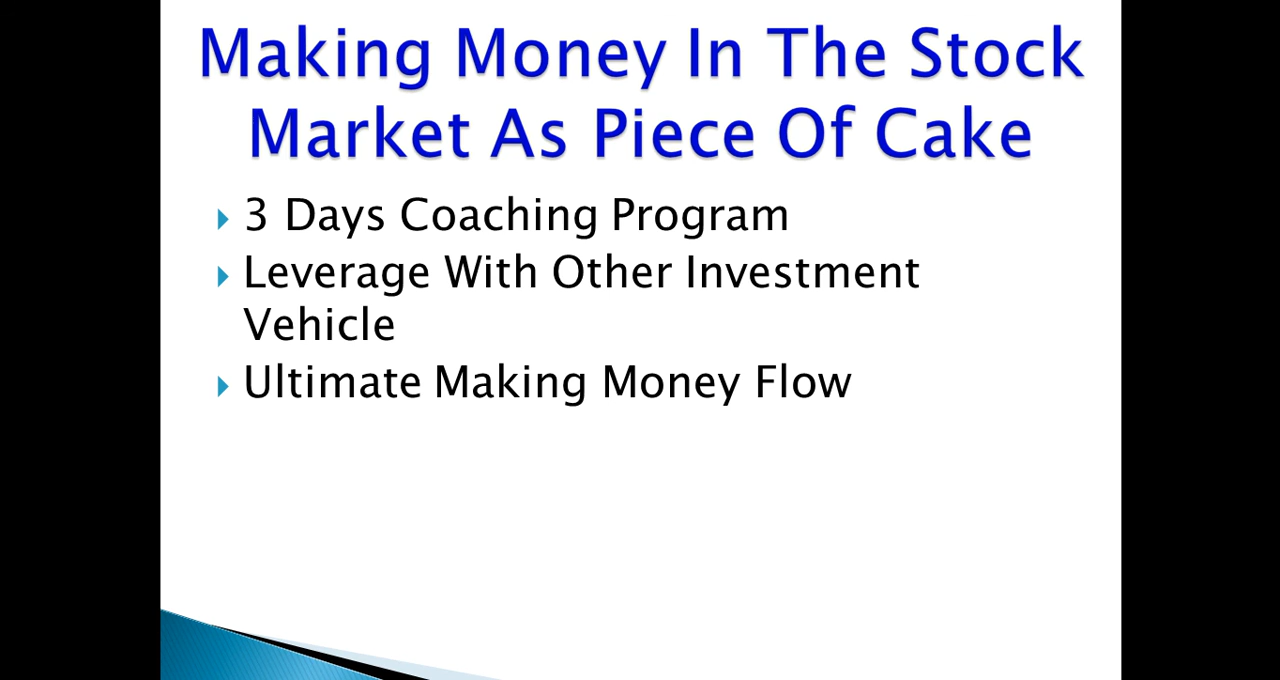 Making Money In The Stock
Market As Piece Of Cake
3 Days Coaching Program
Leverage With Other Investment
Vehicle
Ultimate Making Money Flow